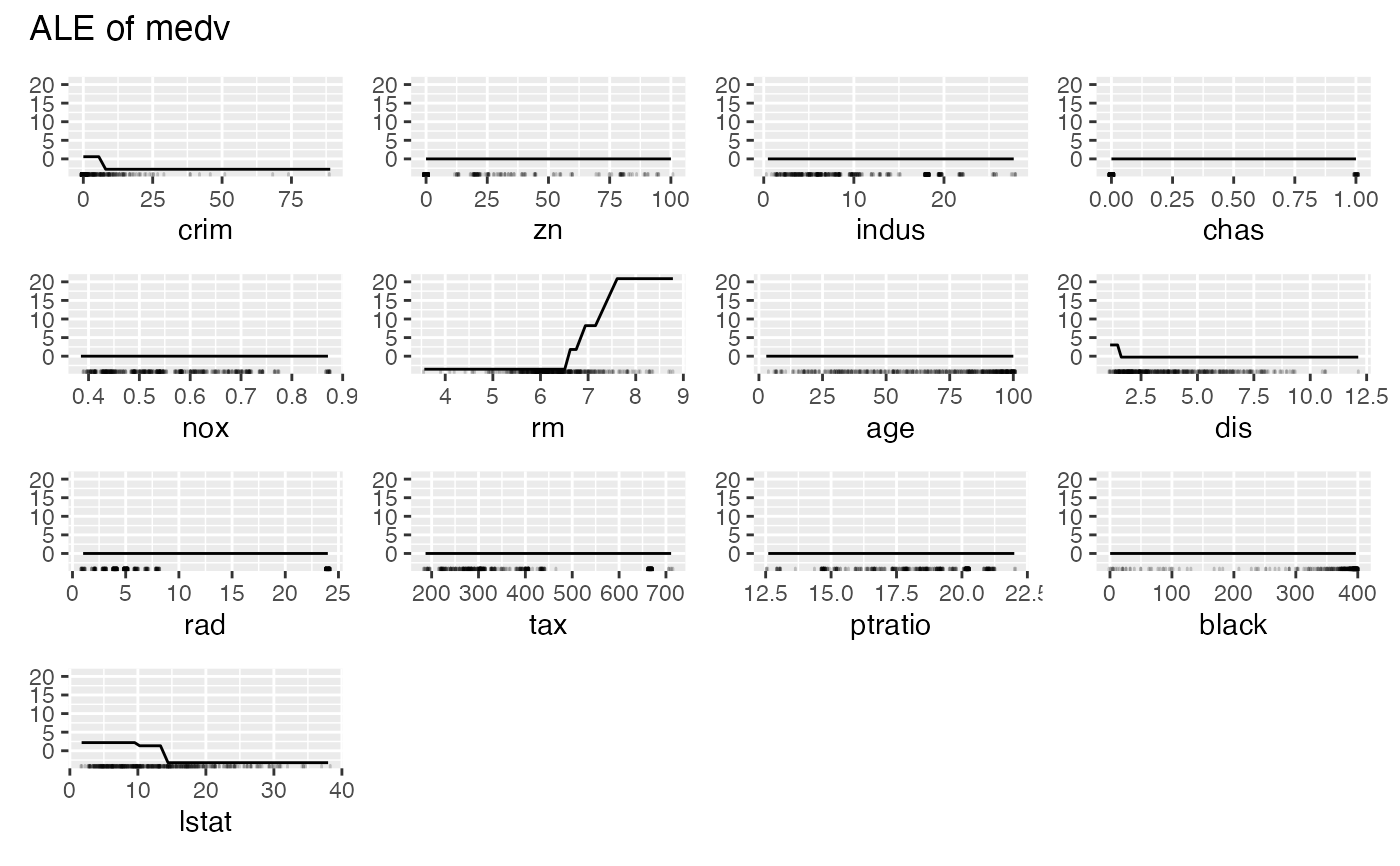 ALE of medv
20 20 20 20
15 15 15 15
10 10 10 10
5 5 5 5
0 0 0 0
0 25 50 75 0 25 50 75 100 0 10 20 0.00 0.25 0.50 0.75 1.00
crim zn indus chas
20 20 20 20
15 15 15 15
10 10 10 10
5 5 5 5
0 0 0 0
0.4 0.5 0.6 0.7 0.8 0.9 4 5 6 7 8 9 0 25 50 75 100 2.5 5.0 7.5 10.0 12.5
nox rm age dis
20 20 20 20
15 15 15 15
10 10 10 10
5 5 5 5
0 0 0 0
0 5 10 15 20 25 200 300 400 500 600 700 12.5 15.0 17.5 20.0 22.5 0 100 200 300 400
rad tax ptratio black
20
15
10
5
0
0 10 20 30 40
lstat